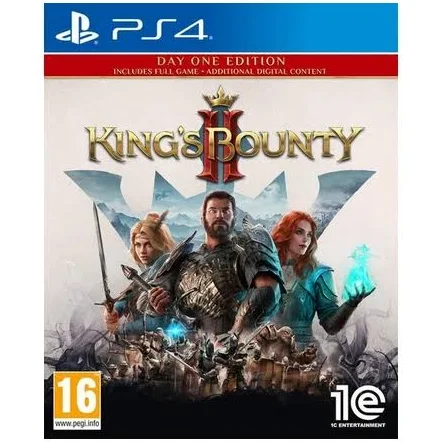 PS4
DAY ONE EDITION
INCLUDES FULL GAME • ADDITIONAL DIGITAL CONTENT
KING'S BOUNTY
II
16
www.pegi.info
1C
1C ENTERTAINMENT